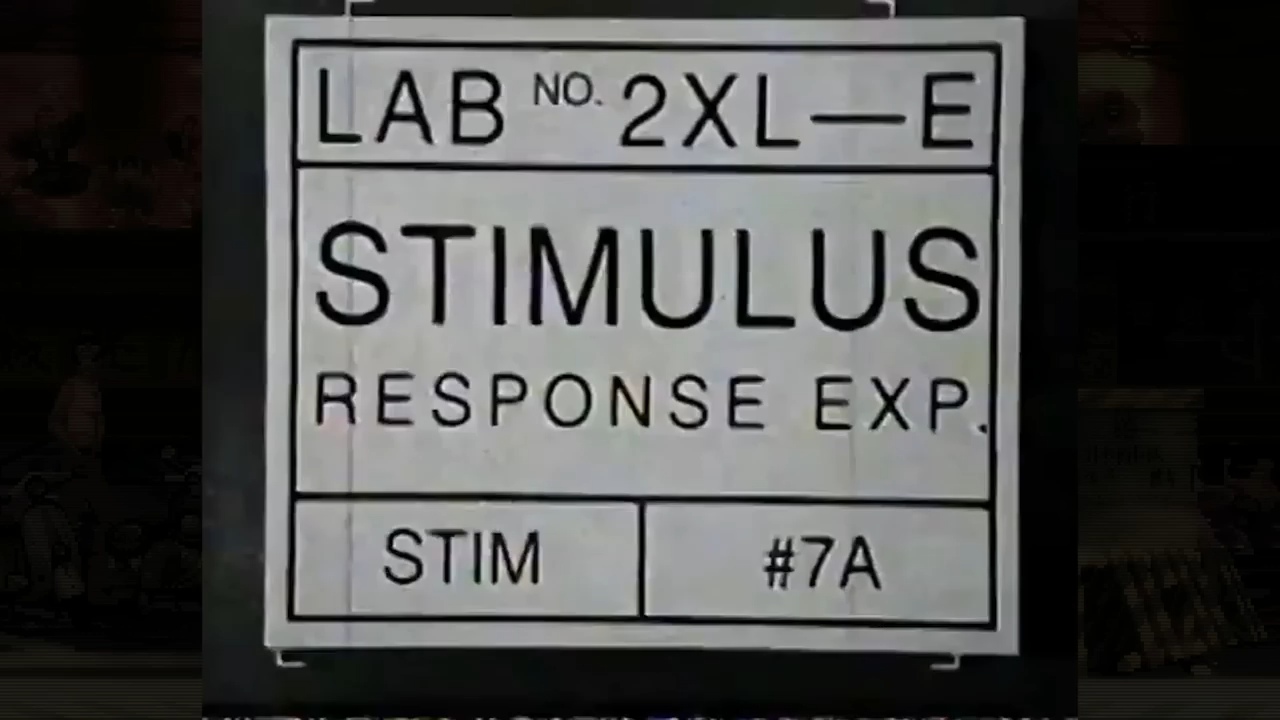 LAB NO. 2XL—E
STIMULUS
RESPONSE EXP.
STIM #7A